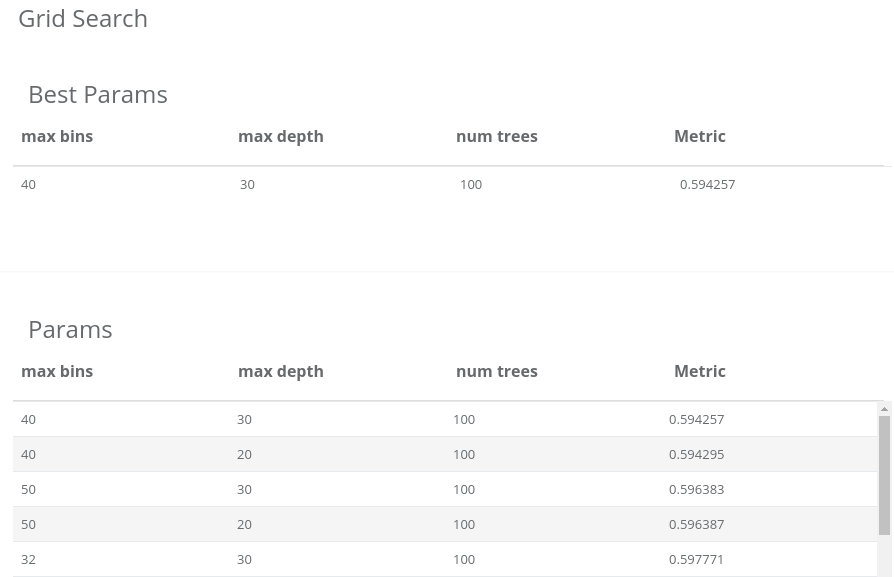 Grid Search
Best Params
max bins max depth num trees Metric
40 30 100 0.594257
Params
max bins max depth num trees Metric
40 30 100 0.594257
40 20 100 0.594295
50 30 100 0.596383
50 20 100 0.596387
32 30 100 0.597771